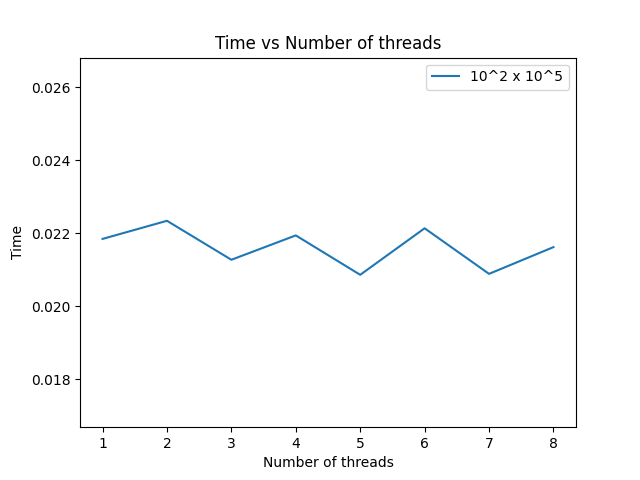 Time vs Number of threads
10^2 x 10^5
0.026
0.024
0.022
0.020
0.018
Time
1 2 3 4 5 6 7 8
Number of threads